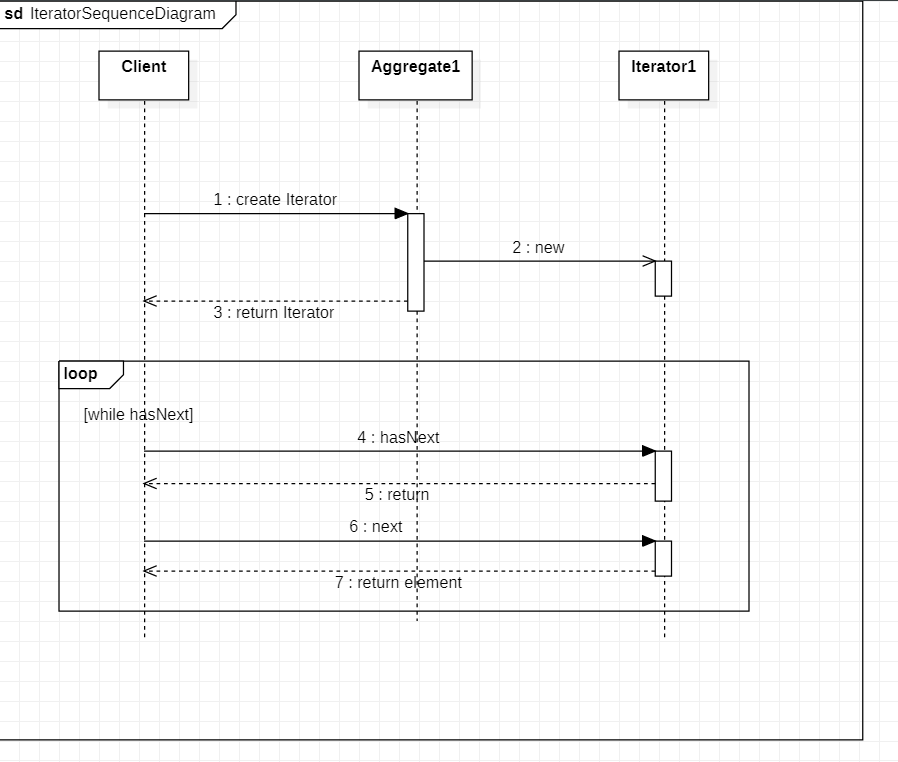 sd IteratorSequenceDiagram
Client
Aggregate1
Iterator1
1 : create Iterator
2 : new
3 : return Iterator
loop
[while hasNext]
4 : hasNext
5 : return
6 : next
7 : return element